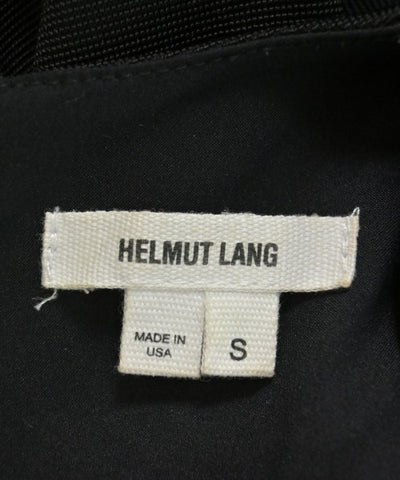 HELMUT LANG
MADE IN
USA
S